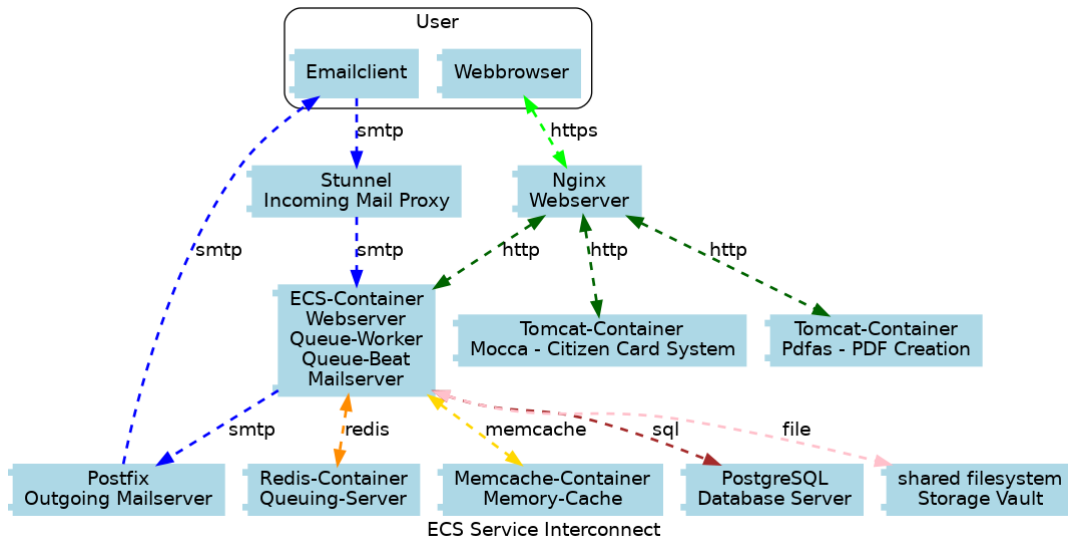 User
Emailclient
Webbrowser
smtp
https
Stunnel
Incoming Mail Proxy
Nginx
Webserver
smtp
smtp
http
http
http
ECS-Container
Webserver
Queue-Worker
Queue-Beat
Mailserver
Tomcat-Container
Mocca - Citizen Card System
Tomcat-Container
Pdfas - PDF Creation
smtp
redis
memcache
sql
file
Postfix
Outgoing Mailserver
Redis-Container
Queuing-Server
Memcache-Container
Memory-Cache
PostgreSQL
Database Server
shared filesystem
Storage Vault
ECS Service Interconnect